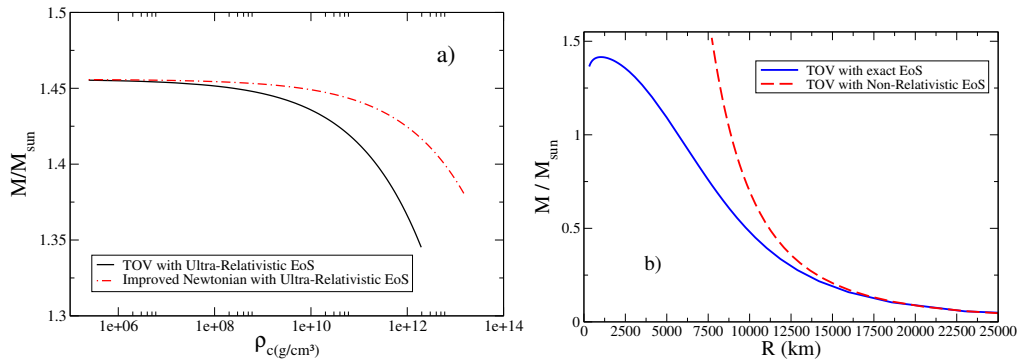 a)
1.5
1.45
1.4
1.35
1.3
M/Msun
TOV with Ultra-Relativistic EoS
Improved Newtonian with Ultra-Relativistic EoS
1e+06
1e+08
1e+10
1e+12
1e+14
ρc(g/cm³)
1.5
1
0.5
0
M / Msun
TOV with exact EoS
TOV with Non-Relativistic EoS
b)
0
2500
5000
7500
10000
12500
15000
17500
20000
22500
25000
R (km)